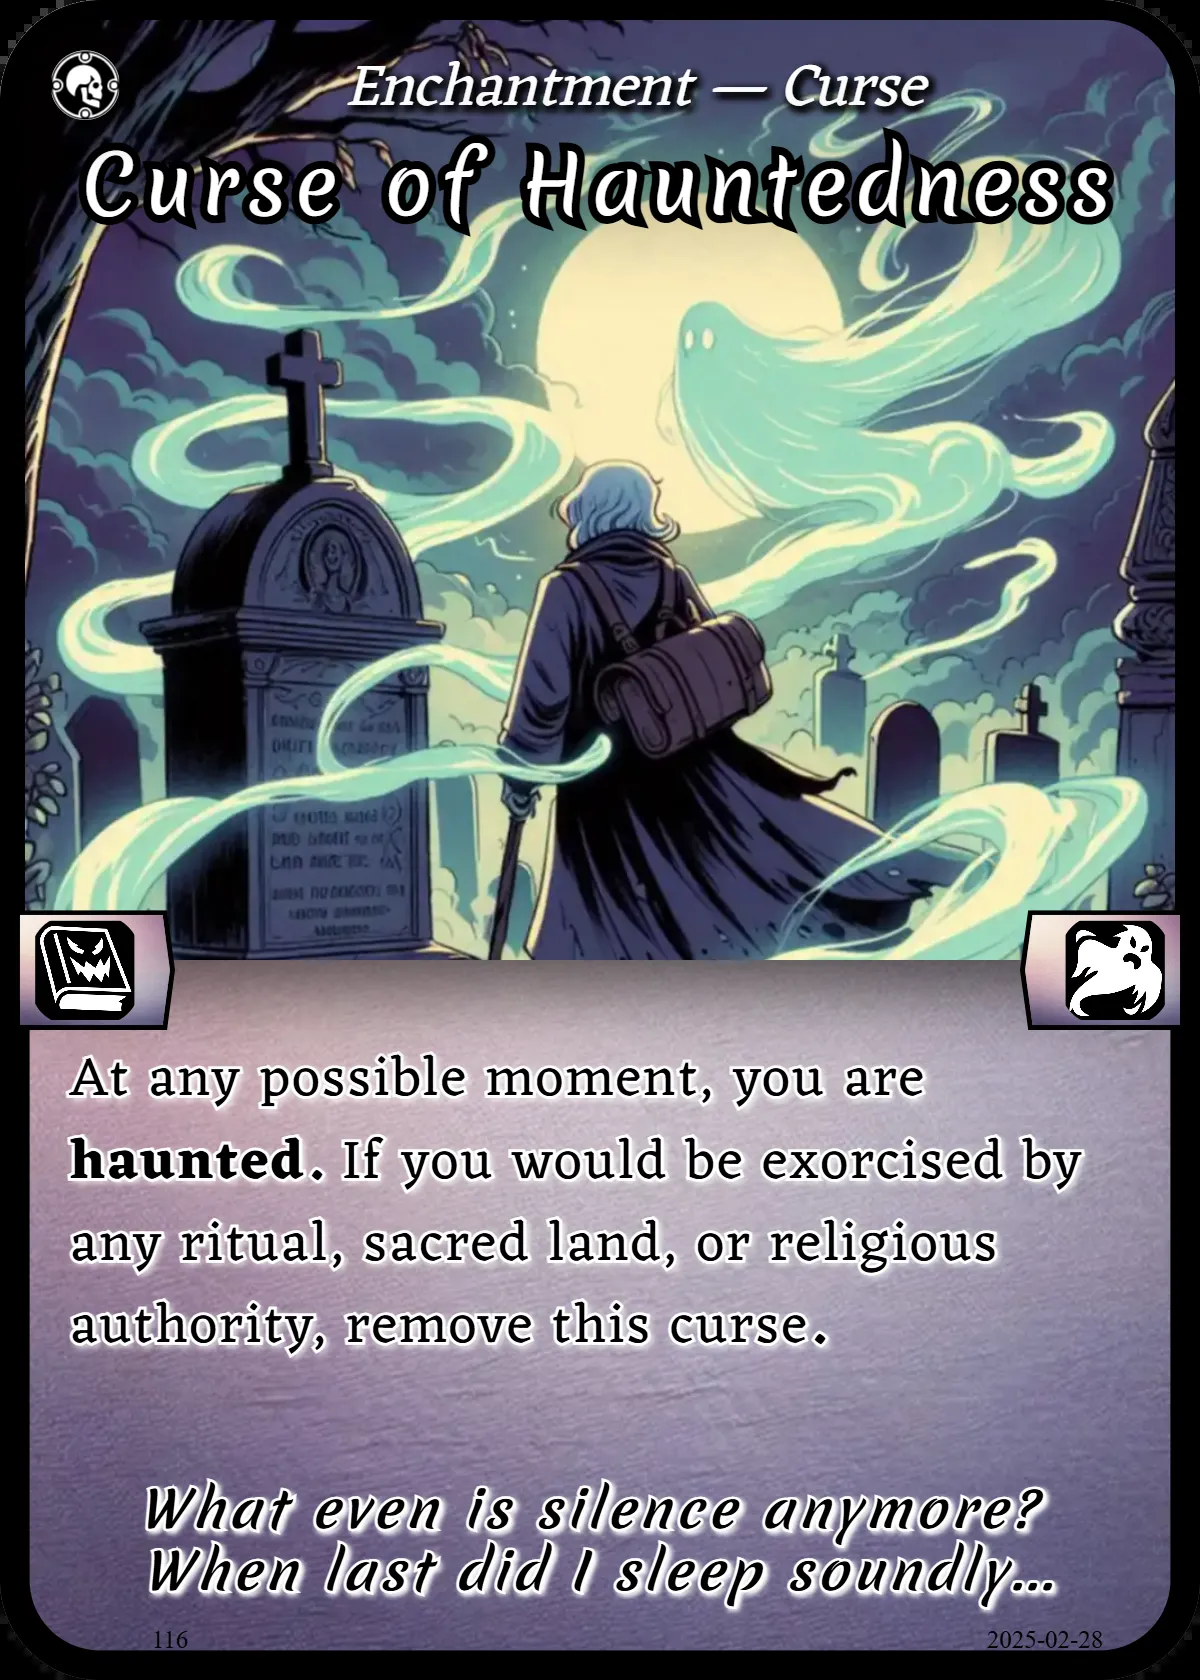 Enchantment — Curse
Curse of Hauntedness
At any possible moment, you are
haunted. If you would be exorcised by
any ritual, sacred land, or religious
authority, remove this curse.
What even is silence anymore?
When last did I sleep soundly...
116
2025-02-28